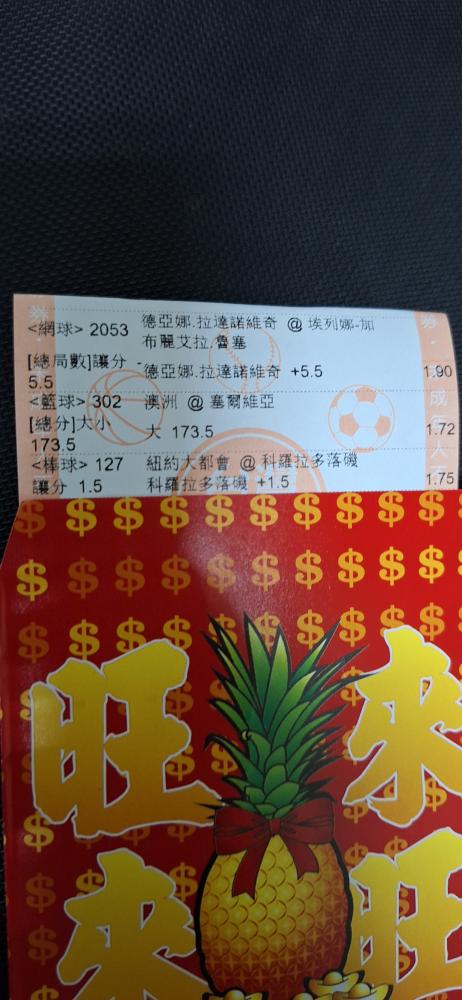 <網球> 2053 德亞娜.拉達諾維奇 @ 埃列娜-加
布麗艾拉.魯塞
[總局數]讓分 -
5.5 德亞娜.拉達諾維奇 +5.5 1.90
<籃球> 302 澳洲 @ 塞爾維亞
[總分]大小
173.5 大 173.5 1.72
<棒球> 127 紐約大都會 @ 科羅拉多落磯
讓分 1.5 科羅拉多落磯 +1.5 1.75
旺 來
來 旺